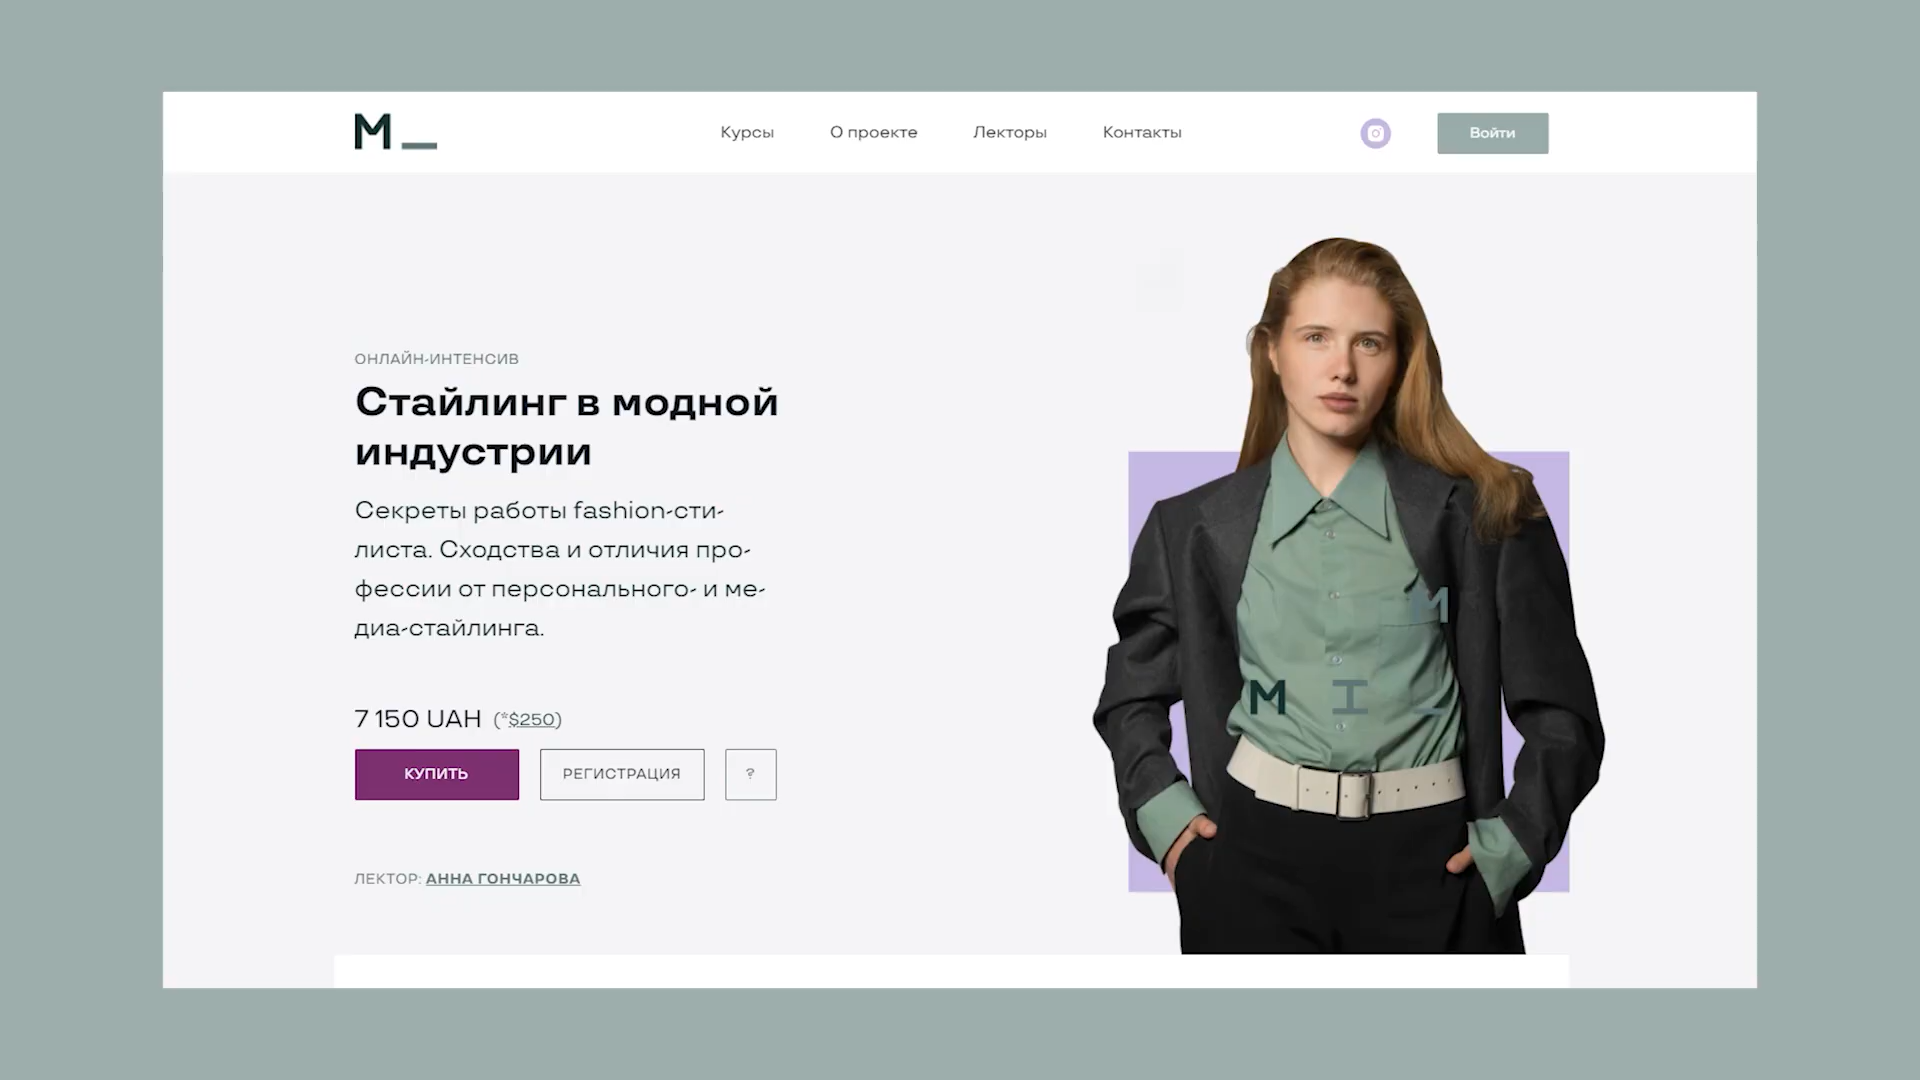 М_
Курсы
О проекте
Лекторы
Контакты
Войти
ОНЛАЙН-ИНТЕНСИВ
Стайлинг в модной
индустрии
Секреты работы fashion-сти-
листа. Сходства и отличия про-
фессии от персонального- и ме-
диа-стайлинга.
7 150 UAH (*$250)
КУПИТЬ
РЕГИСТРАЦИЯ
?
ЛЕКТОР: АННА ГОНЧАРОВА
M
M I _